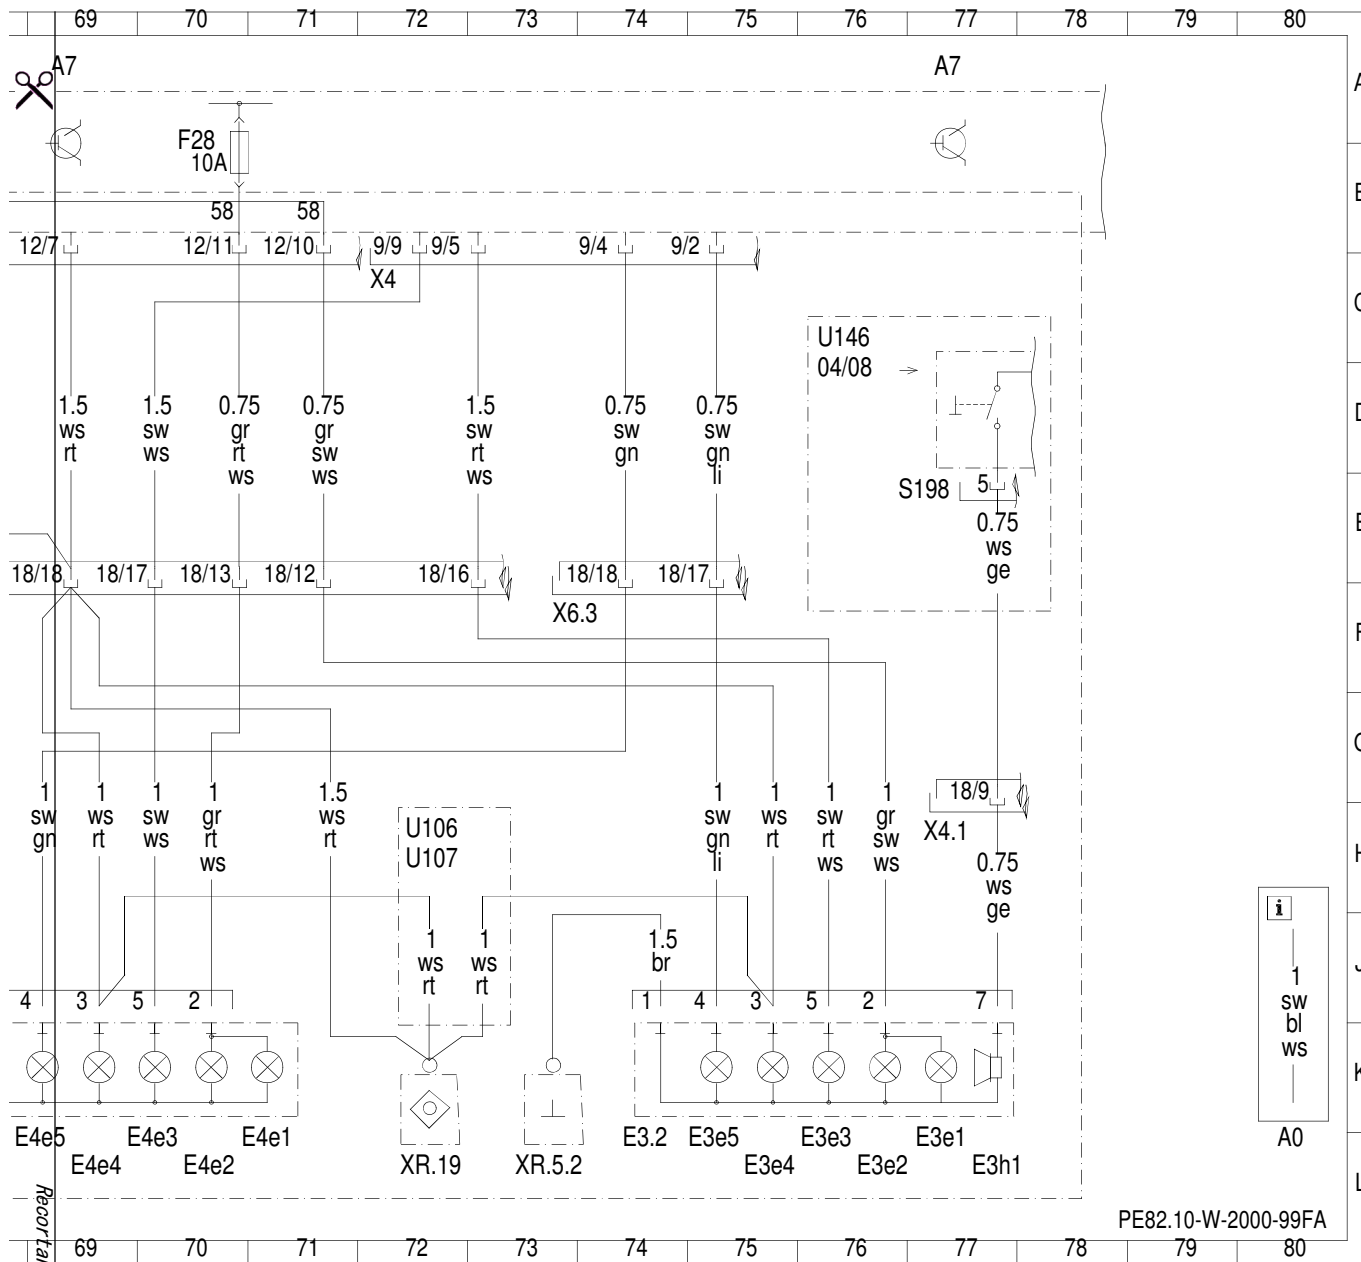 69 70 71 72 73 74 75 76 77 78 79 80
A7 A7
F28
10A
58 58
12/7 12/11 12/10 9/9 9/5 9/4 9/2
X4
U146
04/08
1.5 1.5 0.75 0.75 1.5 0.75 0.75
ws sw gr gr sw sw sw
rt ws rt sw rt gn gn
ws ws ws li
S198 5
0.75
ws
ge
18/18 18/17 18/13 18/12 18/16 18/18 18/17
X6.3
18/9
X4.1
1 1 1 1 1.5 1 1 1 1
sw ws sw gr ws sw ws sw gr
gn rt ws rt rt gn rt rt sw
ws li ws ws
U106
U107
0.75
ws
ge
i
1 1 1.5
ws ws br
rt rt
1
sw
bl
ws
4 3 5 2 1 4 3 5 2 7
E4e5 E4e3 E4e1 E3.2 E3e5 E3e3 E3e1 A0
E4e4 E4e2 XR.19 XR.5.2 E3e4 E3e2 E3h1
PE82.10-W-2000-99FA
69 70 71 72 73 74 75 76 77 78 79 80